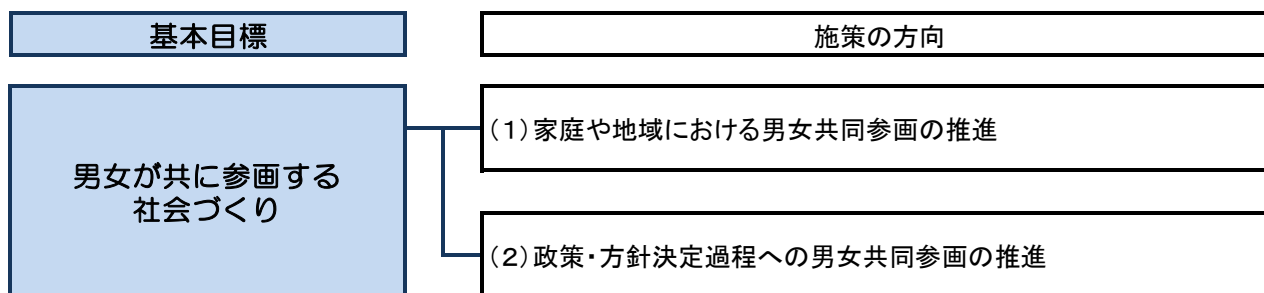 基本目標
施策の方向
男女が共に参画する
社会づくり
(1)家庭や地域における男女共同参画の推進
(2)政策・方針決定過程への男女共同参画の推進